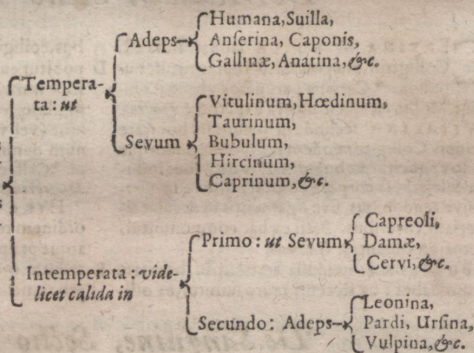 Humana, Suilla,
Adeps
Anserina, Caponis,
Gallinæ, Anatina, &c.
Tempera-
ta: ut
Vitulinum, Hœdinum,
Taurinum,
Sevum
Bubulum,
Hircinum,
Caprinum, &c.
Capreoli,
Primo: ut Sevum
Damæ,
Cervi, &c.
Intemperata: vide-
licet calida in
Leonina,
Secundo: Adeps
Pardi, Ursina,
Vulpina, &c.